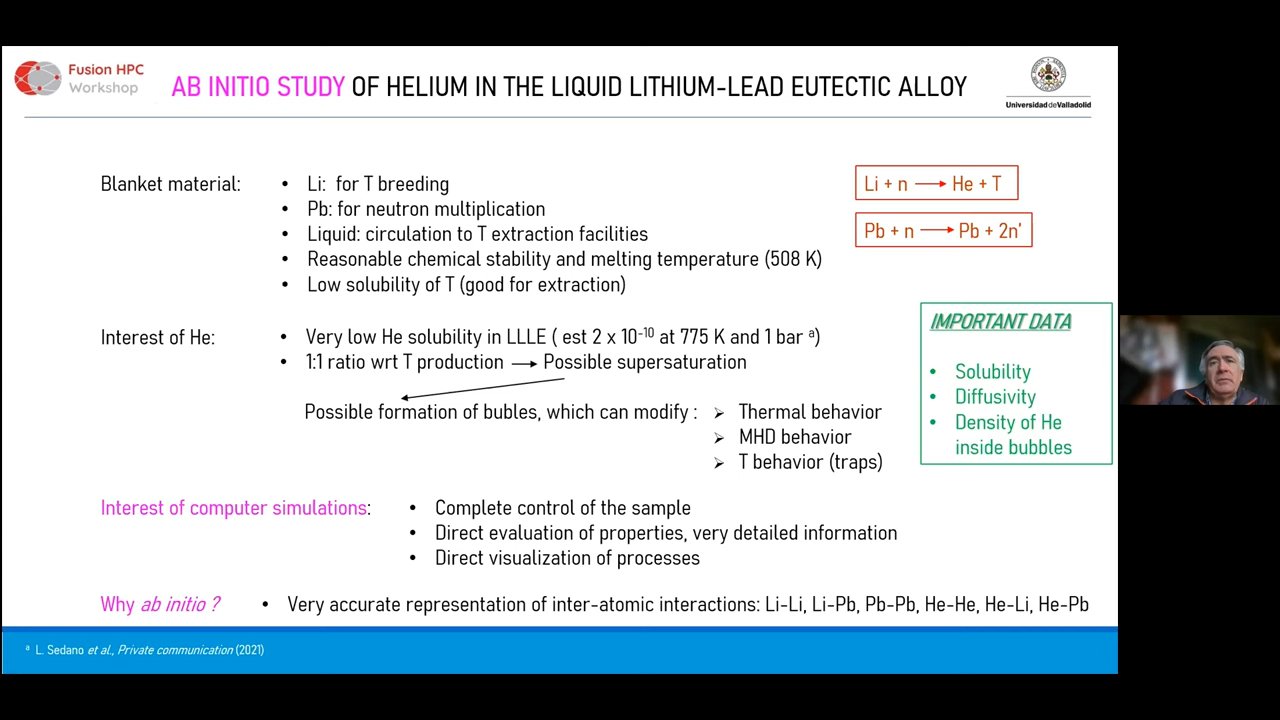 Fusion HPC
Workshop
AB INITIO STUDY OF HELIUM IN THE LIQUID LITHIUM-LEAD EUTECTIC ALLOY
Universidad de Valladolid
Blanket material:
• Li: for T breeding
• Pb: for neutron multiplication
• Liquid: circulation to T extraction facilities
• Reasonable chemical stability and melting temperature (508 K)
• Low solubility of T (good for extraction)
Li + n → He + T
Pb + n → Pb + 2n'
Interest of He:
• Very low He solubility in LLLE ( est 2 x 10⁻¹⁰ at 775 K and 1 bar ᵃ)
• 1:1 ratio wrt T production → Possible supersaturation
Possible formation of bubles, which can modify :
➢ Thermal behavior
➢ MHD behavior
➢ T behavior (traps)
IMPORTANT DATA
• Solubility
• Diffusivity
• Density of He
inside bubbles
Interest of computer simulations:
• Complete control of the sample
• Direct evaluation of properties, very detailed information
• Direct visualization of processes
Why ab initio ?
• Very accurate representation of inter-atomic interactions: Li-Li, Li-Pb, Pb-Pb, He-He, He-Li, He-Pb
ᵃ L. Sedano et al., Private communication (2021)